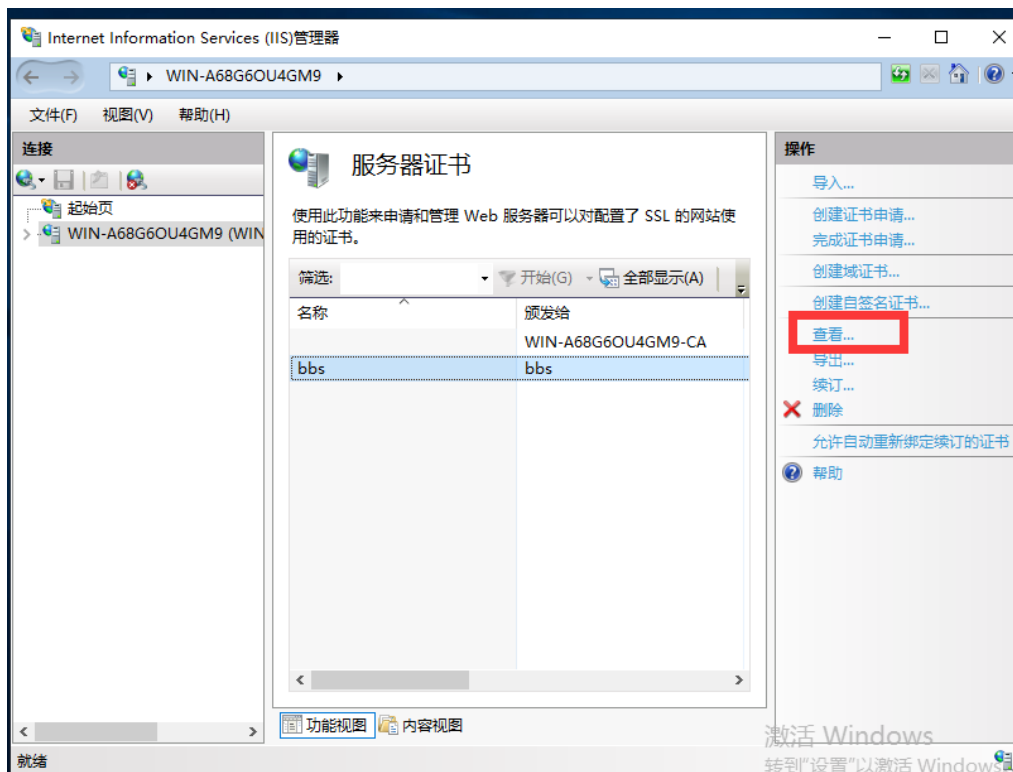 Internet Information Services (IIS)管理器
WIN-A68G6OU4GM9
文件(F) 视图(V) 帮助(H)
连接
起始页
WIN-A68G6OU4GM9 (WIN
服务器证书
使用此功能来申请和管理 Web 服务器可以对配置了 SSL 的网站使
用的证书。
筛选: 开始(G) 全部显示(A)
名称 颁发给
WIN-A68G6OU4GM9-CA
bbs bbs
功能视图 内容视图
操作
导入...
创建证书申请...
完成证书申请...
创建域证书...
创建自签名证书...
查看...
导出...
续订...
删除
允许自动重新绑定续订的证书
帮助
激活 Windows
转到"设置"以激活 Windows
就绪